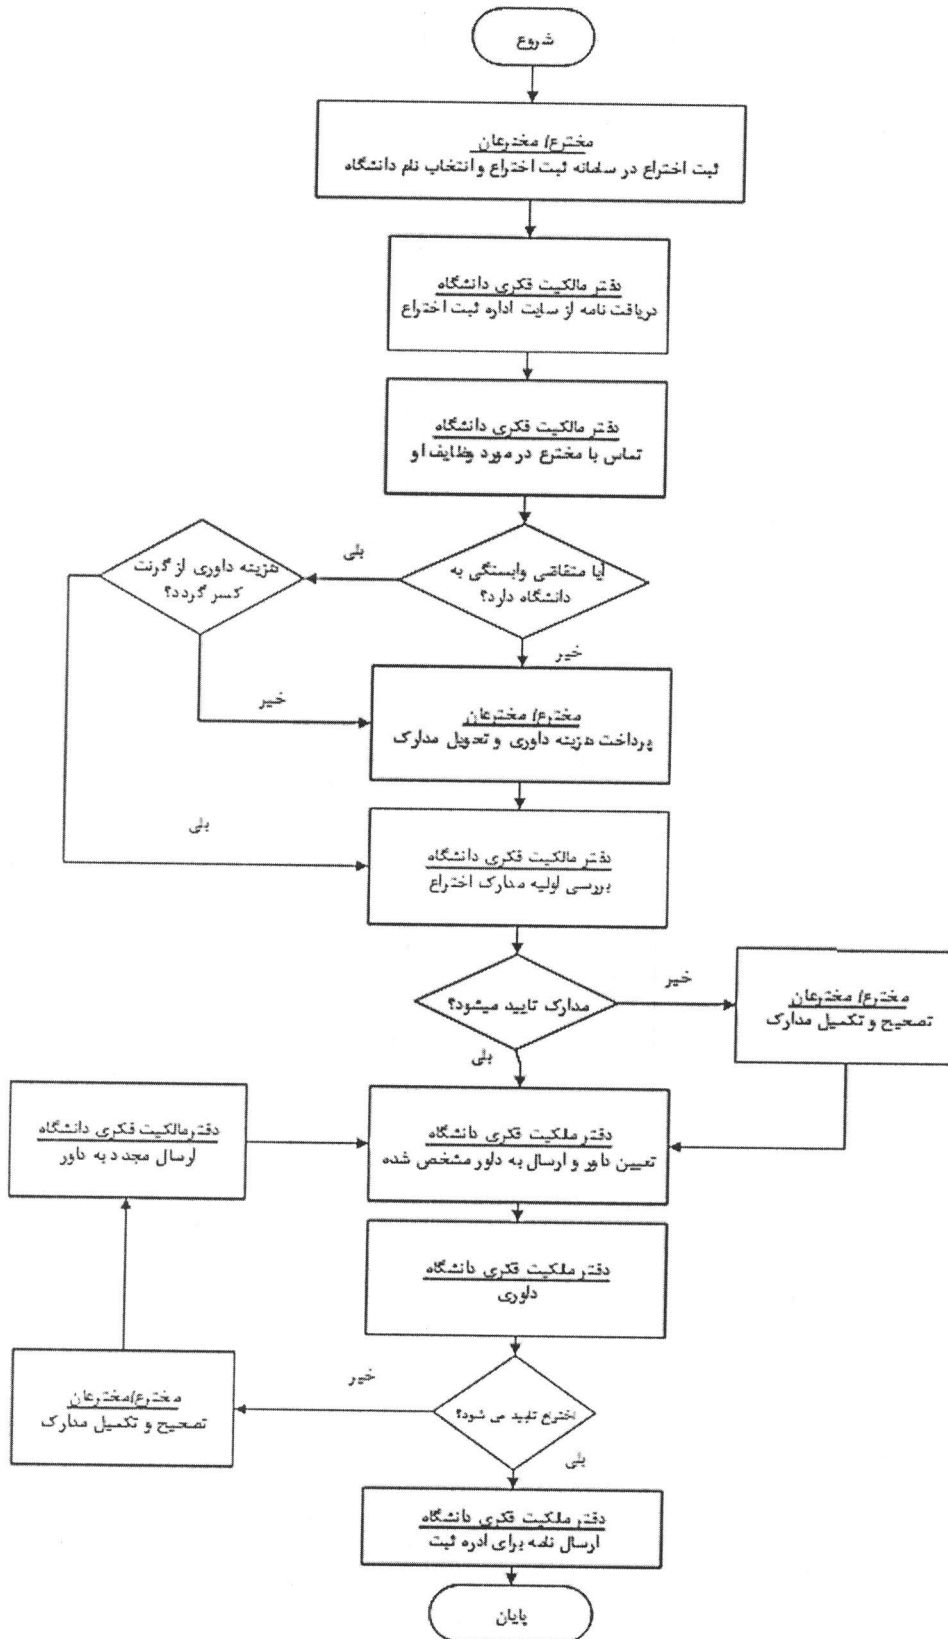 شروع
مخترع/ مخترعان
ثبت اختراع در سامانه ثبت اختراع و انتخاب نام دانشگاه
دفتر مالکیت فکری دانشگاه
دریافت نامه از سایت اداره ثبت اختراع
دفتر مالکیت فکری دانشگاه
تماس با مخترع در مورد وظایف او
آیا متقاضی وابستگی به
دانشگاه دارد؟
بلی
هزینه داوری از گرنت
کسر گردد؟
خیر
خیر
مخترع/ مخترعان
پرداخت هزینه داوری و تحویل مدارک
بلی
دفتر مالکیت فکری دانشگاه
بررسی اولیه مدارک اختراع
مدارک تایید میشود؟
خیر
مخترع/ مخترعان
تصحیح و تکمیل مدارک
بلی
دفتر ملکیت فکری دانشگاه
تعیین داور و ارسال به داور مشخص شده
دفترمالکیت فکری دانشگاه
ارسال مجدد به داور
دفتر ملکیت فکری دانشگاه
داوری
اختراع تایید می شود؟
خیر
مخترع/مخترعان
تصحیح و تکمیل مدارک
بلی
دفتر ملکیت فکری دانشگاه
ارسال نامه برای ادره ثبت
پایان